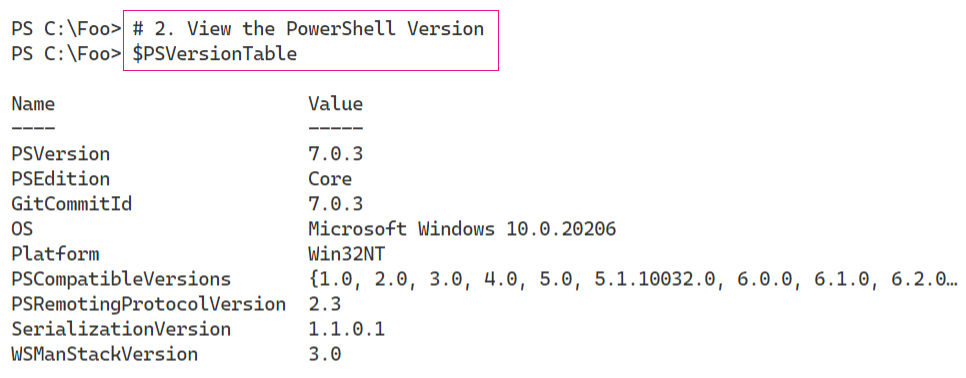 PS C:\Foo> # 2. View the PowerShell Version
PS C:\Foo> $PSVersionTable
Name Value
---- -----
PSVersion 7.0.3
PSEdition Core
GitCommitId 7.0.3
OS Microsoft Windows 10.0.20206
Platform Win32NT
PSCompatibleVersions {1.0, 2.0, 3.0, 4.0, 5.0, 5.1.10032.0, 6.0.0, 6.1.0, 6.2.0…
PSRemotingProtocolVersion 2.3
SerializationVersion 1.1.0.1
WSManStackVersion 3.0